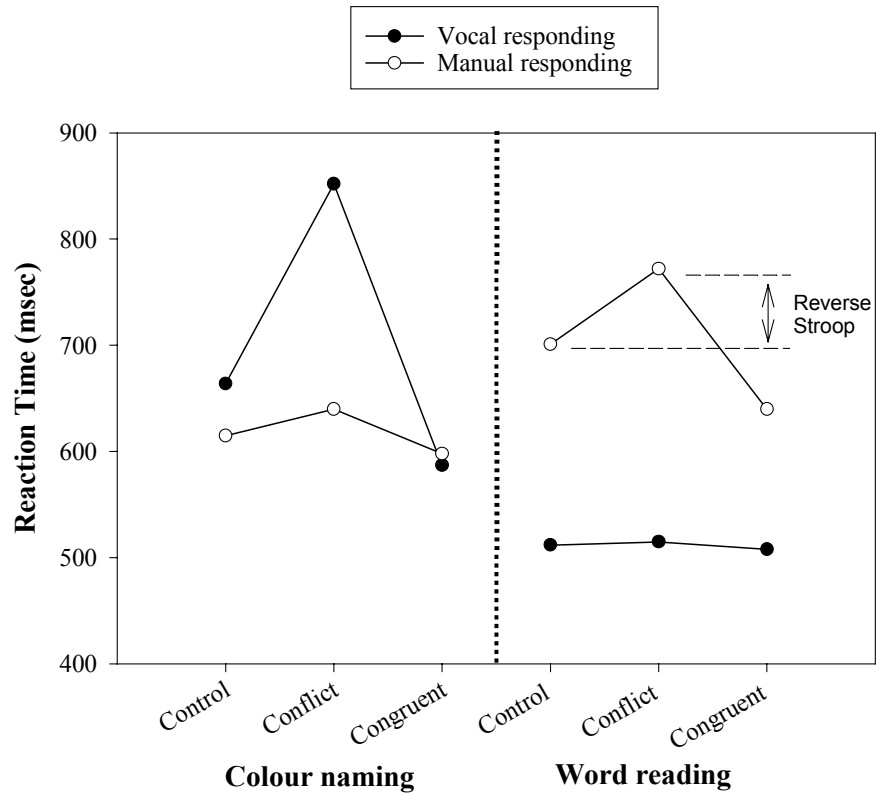 Vocal responding
Manual responding
900
800
700
600
500
400
Reaction Time (msec)
Reverse
Stroop
Control
Conflict
Congruent
Control
Conflict
Congruent
Colour naming
Word reading